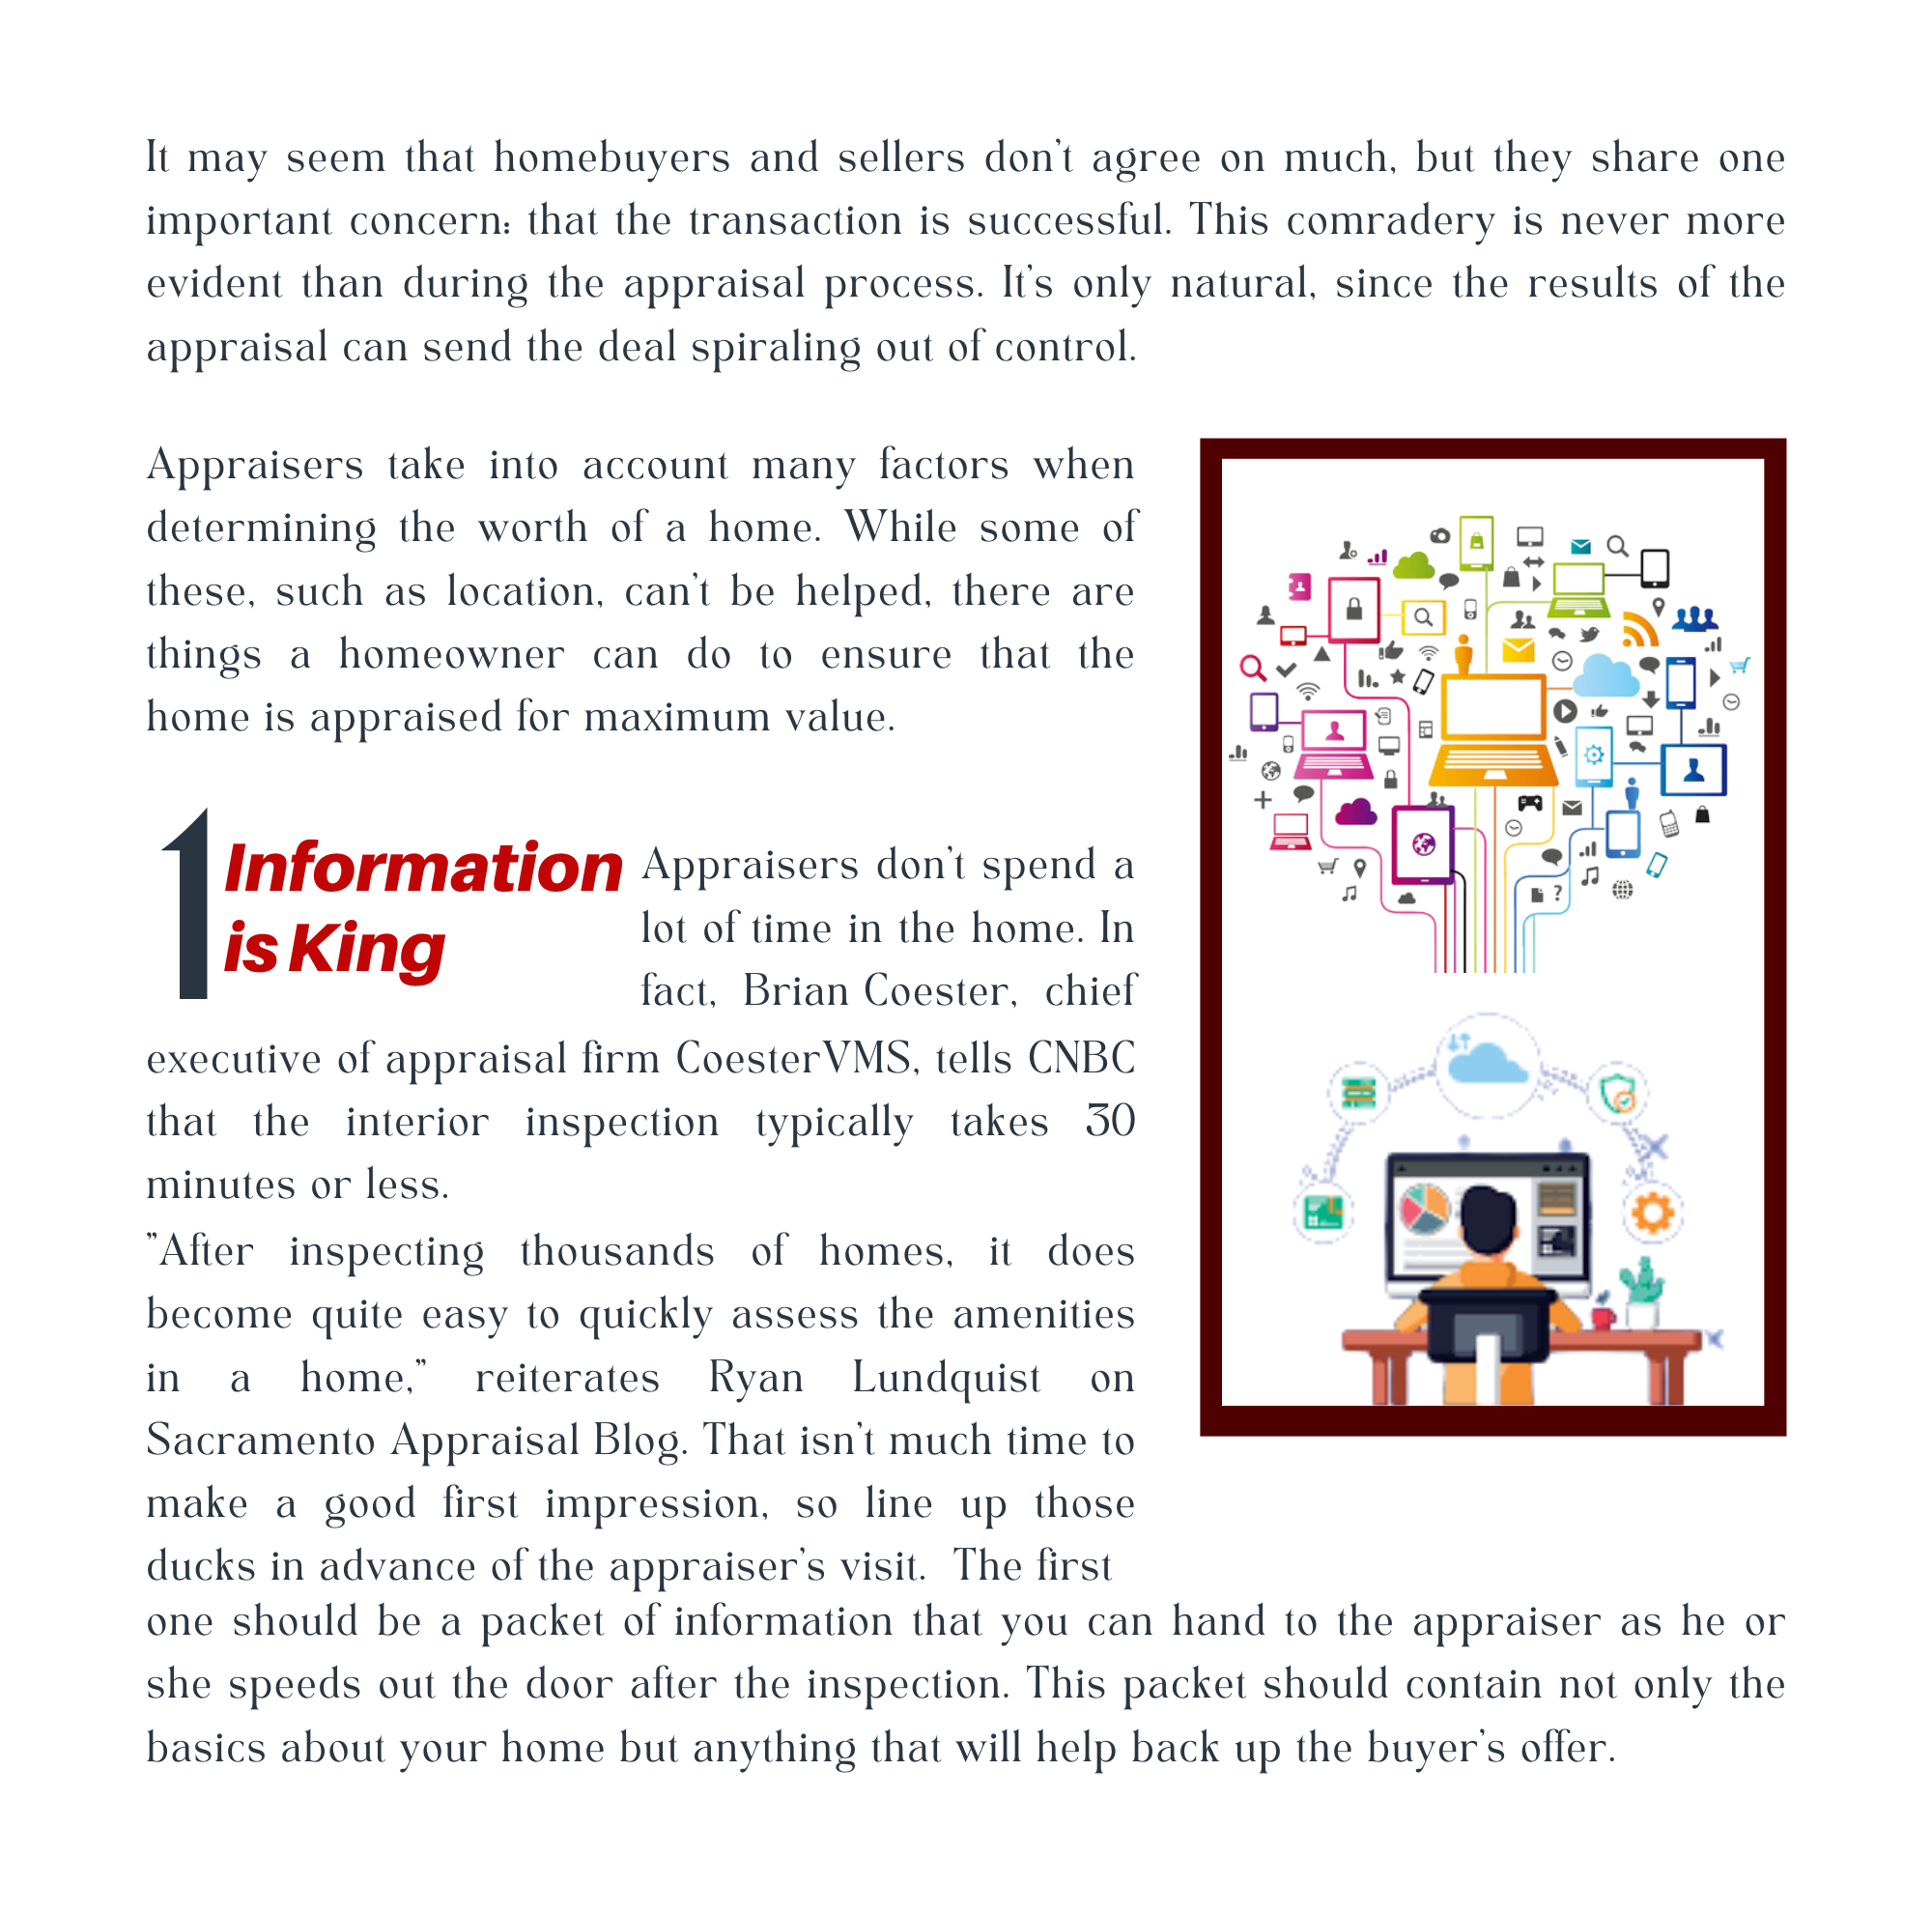 It may seem that homebuyers and sellers don't agree on much, but they share one
important concern: that the transaction is successful. This comradery is never more
evident than during the appraisal process. It's only natural, since the results of the
appraisal can send the deal spiraling out of control.
Appraisers take into account many factors when
determining the worth of a home. While some of
these, such as location, can't be helped, there are
things a homeowner can do to ensure that the
home is appraised for maximum value.
1
Information
is King
Appraisers don't spend a
lot of time in the home. In
fact, Brian Coester, chief
executive of appraisal firm CoesterVMS, tells CNBC
that the interior inspection typically takes 30
minutes or less.
"After inspecting thousands of homes, it does
become quite easy to quickly assess the amenities
in a home," reiterates Ryan Lundquist on
Sacramento Appraisal Blog. That isn't much time to
make a good first impression, so line up those
ducks in advance of the appraiser's visit. The first
one should be a packet of information that you can hand to the appraiser as he or
she speeds out the door after the inspection. This packet should contain not only the
basics about your home but anything that will help back up the buyer's offer.